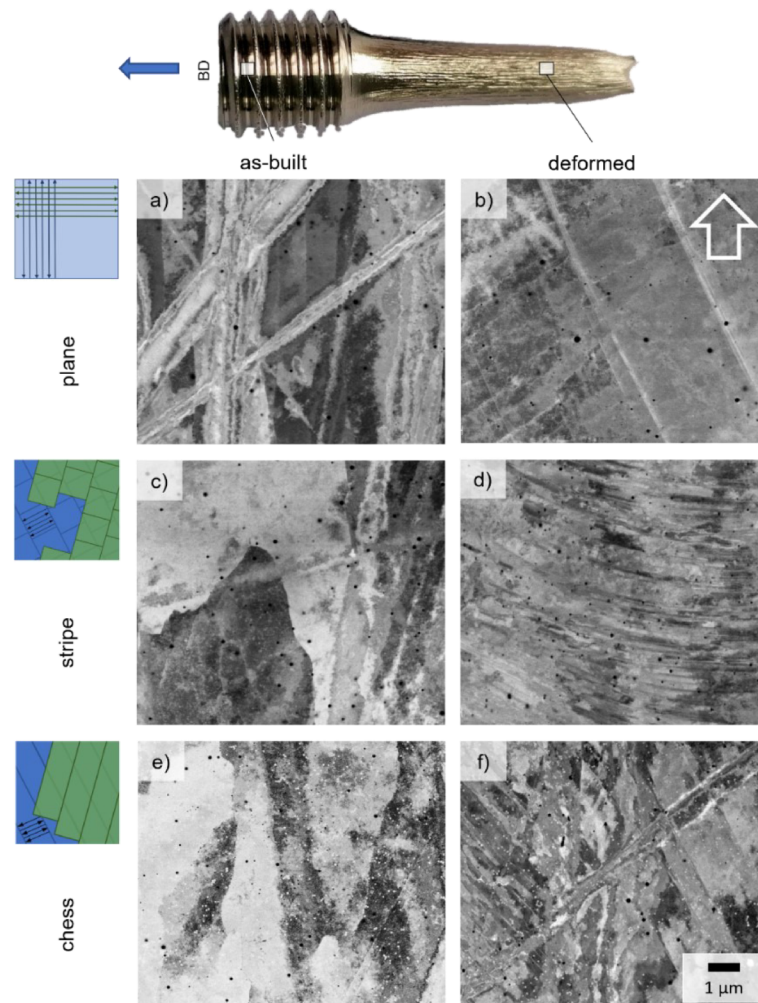 BD
as-built
deformed
a)
b)
plane
c)
d)
stripe
e)
f)
chess
1 µm